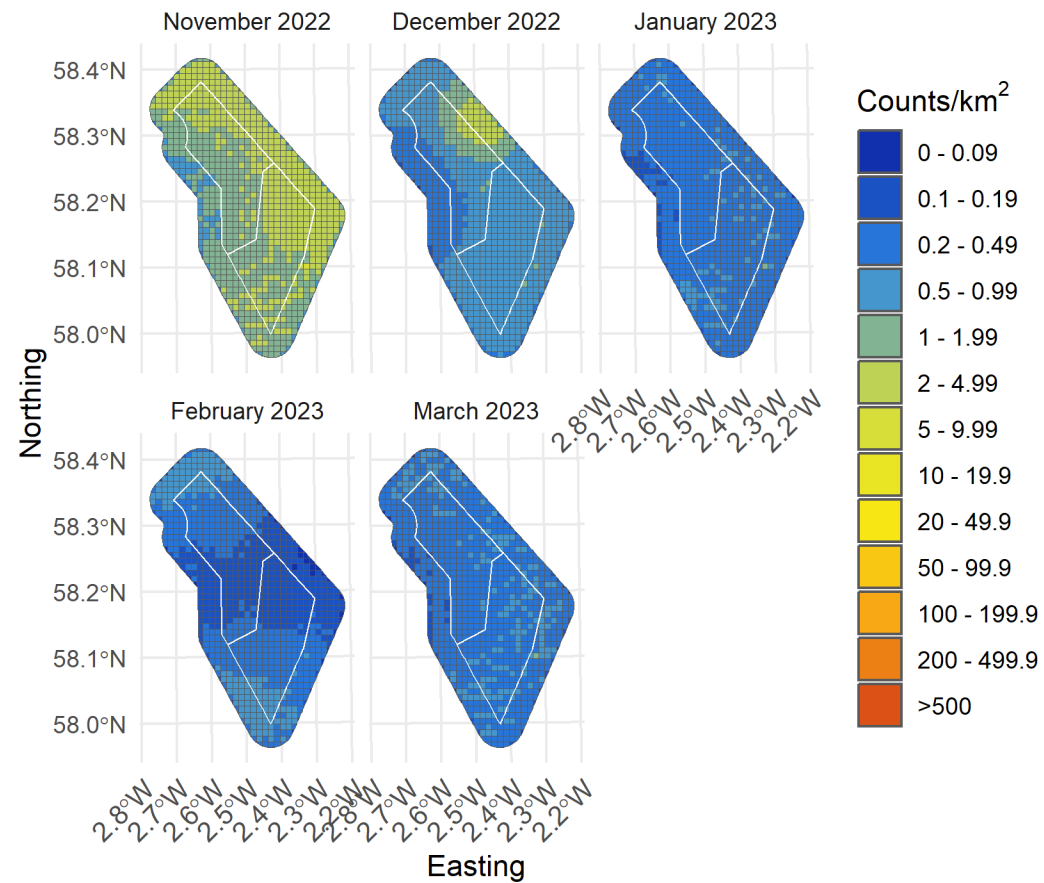 November 2022
December 2022
January 2023
58.4°N
58.3°N
58.2°N
58.1°N
58.0°N
Northing
2.8°W
2.7°W
2.6°W
2.5°W
2.4°W
2.3°W
2.2°W
February 2023
March 2023
58.4°N
58.3°N
58.2°N
58.1°N
58.0°N
2.8°W
2.7°W
2.6°W
2.5°W
2.4°W
2.3°W
2.2°W
2.8°W
2.7°W
2.6°W
2.5°W
2.4°W
2.3°W
2.2°W
Easting
Counts/km²
0 - 0.09
0.1 - 0.19
0.2 - 0.49
0.5 - 0.99
1 - 1.99
2 - 4.99
5 - 9.99
10 - 19.9
20 - 49.9
50 - 99.9
100 - 199.9
200 - 499.9
>500